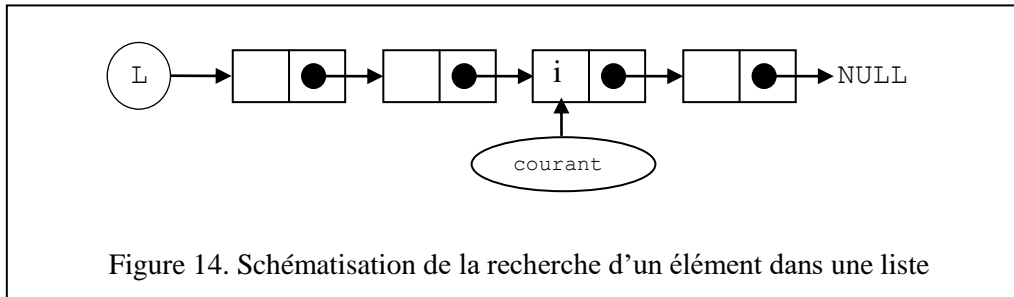 L i NULL
courant
Figure 14. Schématisation de la recherche d'un élément dans une liste